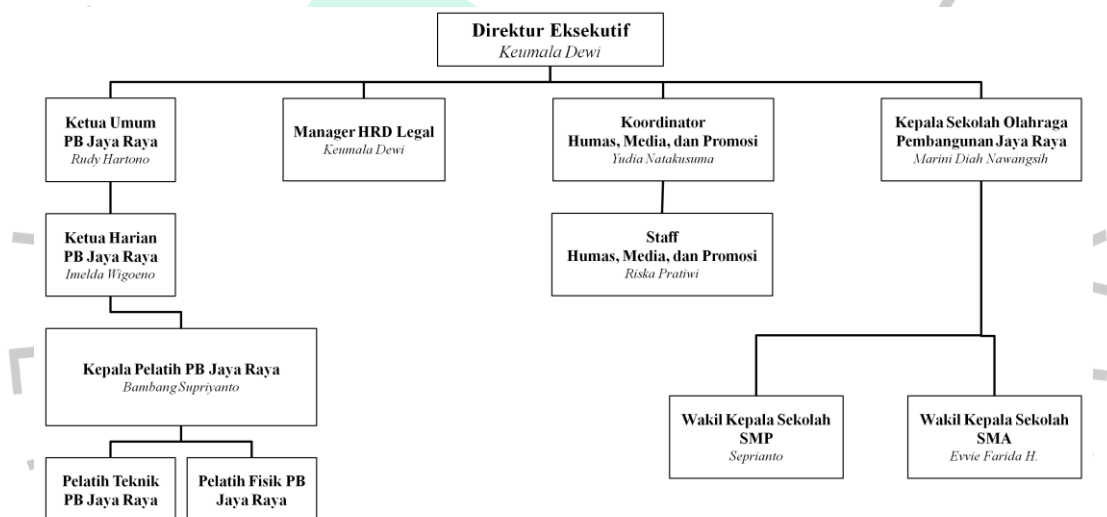 Direktur Eksekutif
Keumala Dewi
Ketua Umum
PB Jaya Raya
Rudy Hartono
Manager HRD Legal
Keumala Dewi
Koordinator
Humas, Media, dan Promosi
Yudia Natakusuma
Kepala Sekolah Olahraga
Pembangunan Jaya Raya
Marini Diah Nawangsih
Ketua Harian
PB Jaya Raya
Imelda Wigoeno
Staff
Humas, Media, dan Promosi
Riska Pratiwi
Kepala Pelatih PB Jaya Raya
Bambang Supriyanto
Wakil Kepala Sekolah
SMP
Seprianto
Wakil Kepala Sekolah
SMA
Evvie Farida H.
Pelatih Teknik
PB Jaya Raya
Pelatih Fisik PB
Jaya Raya